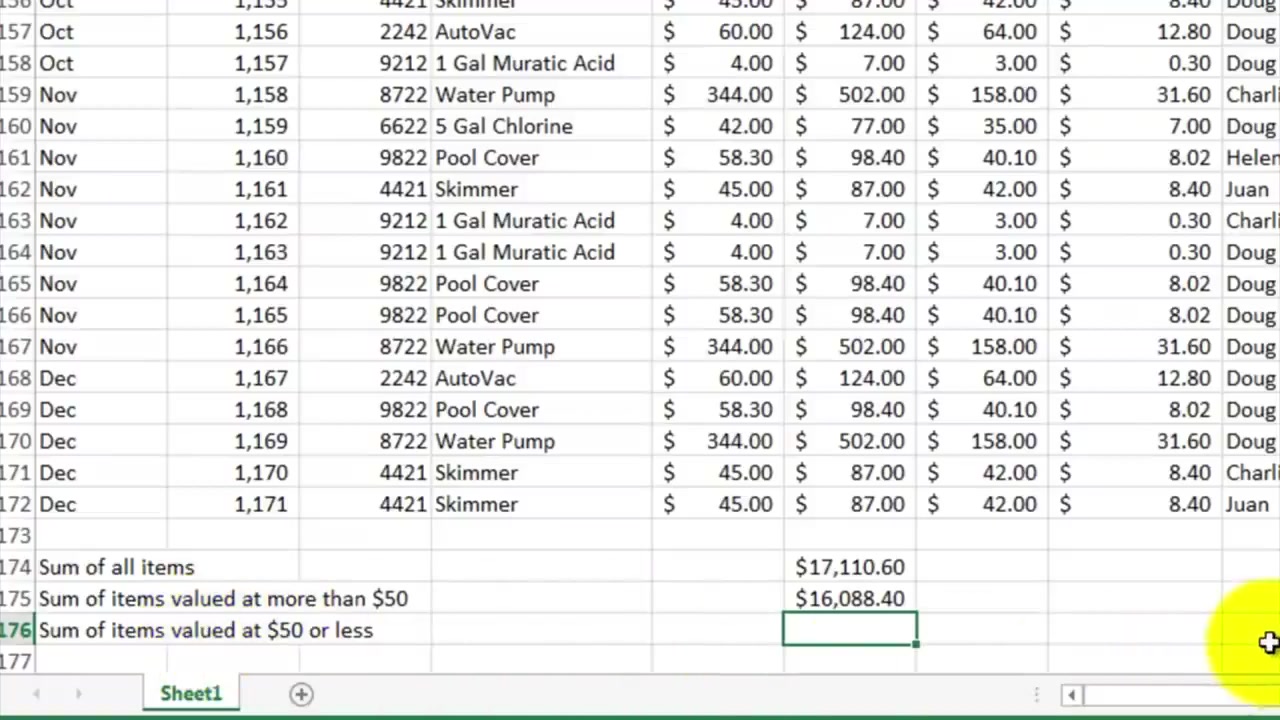 156 Oct 1,155 4421 Skimmer $ 45.00 $ 87.00 $ 42.00 $ 8.40 Doug
157 Oct 1,156 2242 AutoVac $ 60.00 $ 124.00 $ 64.00 $ 12.80 Doug
158 Oct 1,157 9212 1 Gal Muratic Acid $ 4.00 $ 7.00 $ 3.00 $ 0.30 Doug
159 Nov 1,158 8722 Water Pump $ 344.00 $ 502.00 $ 158.00 $ 31.60 Charli
160 Nov 1,159 6622 5 Gal Chlorine $ 42.00 $ 77.00 $ 35.00 $ 7.00 Doug
161 Nov 1,160 9822 Pool Cover $ 58.30 $ 98.40 $ 40.10 $ 8.02 Helen
162 Nov 1,161 4421 Skimmer $ 45.00 $ 87.00 $ 42.00 $ 8.40 Juan
163 Nov 1,162 9212 1 Gal Muratic Acid $ 4.00 $ 7.00 $ 3.00 $ 0.30 Charli
164 Nov 1,163 9212 1 Gal Muratic Acid $ 4.00 $ 7.00 $ 3.00 $ 0.30 Doug
165 Nov 1,164 9822 Pool Cover $ 58.30 $ 98.40 $ 40.10 $ 8.02 Doug
166 Nov 1,165 9822 Pool Cover $ 58.30 $ 98.40 $ 40.10 $ 8.02 Doug
167 Nov 1,166 8722 Water Pump $ 344.00 $ 502.00 $ 158.00 $ 31.60 Doug
168 Dec 1,167 2242 AutoVac $ 60.00 $ 124.00 $ 64.00 $ 12.80 Doug
169 Dec 1,168 9822 Pool Cover $ 58.30 $ 98.40 $ 40.10 $ 8.02 Doug
170 Dec 1,169 8722 Water Pump $ 344.00 $ 502.00 $ 158.00 $ 31.60 Doug
171 Dec 1,170 4421 Skimmer $ 45.00 $ 87.00 $ 42.00 $ 8.40 Charli
172 Dec 1,171 4421 Skimmer $ 45.00 $ 87.00 $ 42.00 $ 8.40 Juan
173
174 Sum of all items $17,110.60
175 Sum of items valued at more than $50 $16,088.40
176 Sum of items valued at $50 or less
177
Sheet1